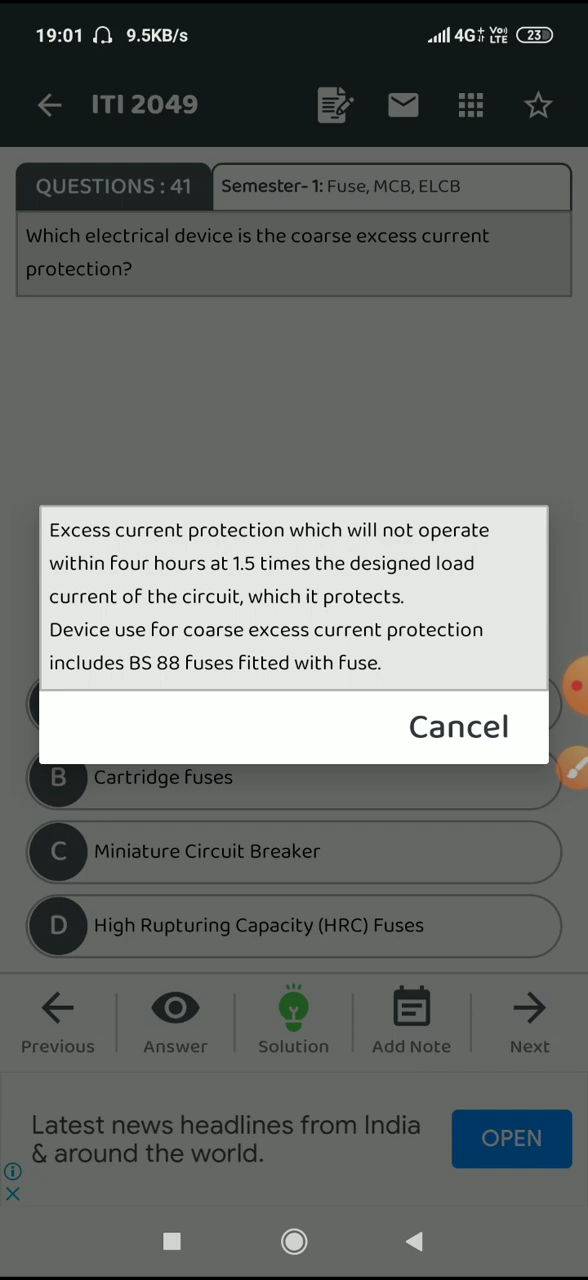 19:01 9.5KB/s 4G+ Vo) LTE 23
ITI 2049
QUESTIONS : 41 Semester- 1: Fuse, MCB, ELCB
Which electrical device is the coarse excess current
protection?
Excess current protection which will not operate
within four hours at 1.5 times the designed load
current of the circuit, which it protects.
Device use for coarse excess current protection
includes BS 88 fuses fitted with fuse.
Cancel
B Cartridge fuses
C Miniature Circuit Breaker
D High Rupturing Capacity (HRC) Fuses
Previous Answer Solution Add Note Next
Latest news headlines from India
& around the world.
OPEN